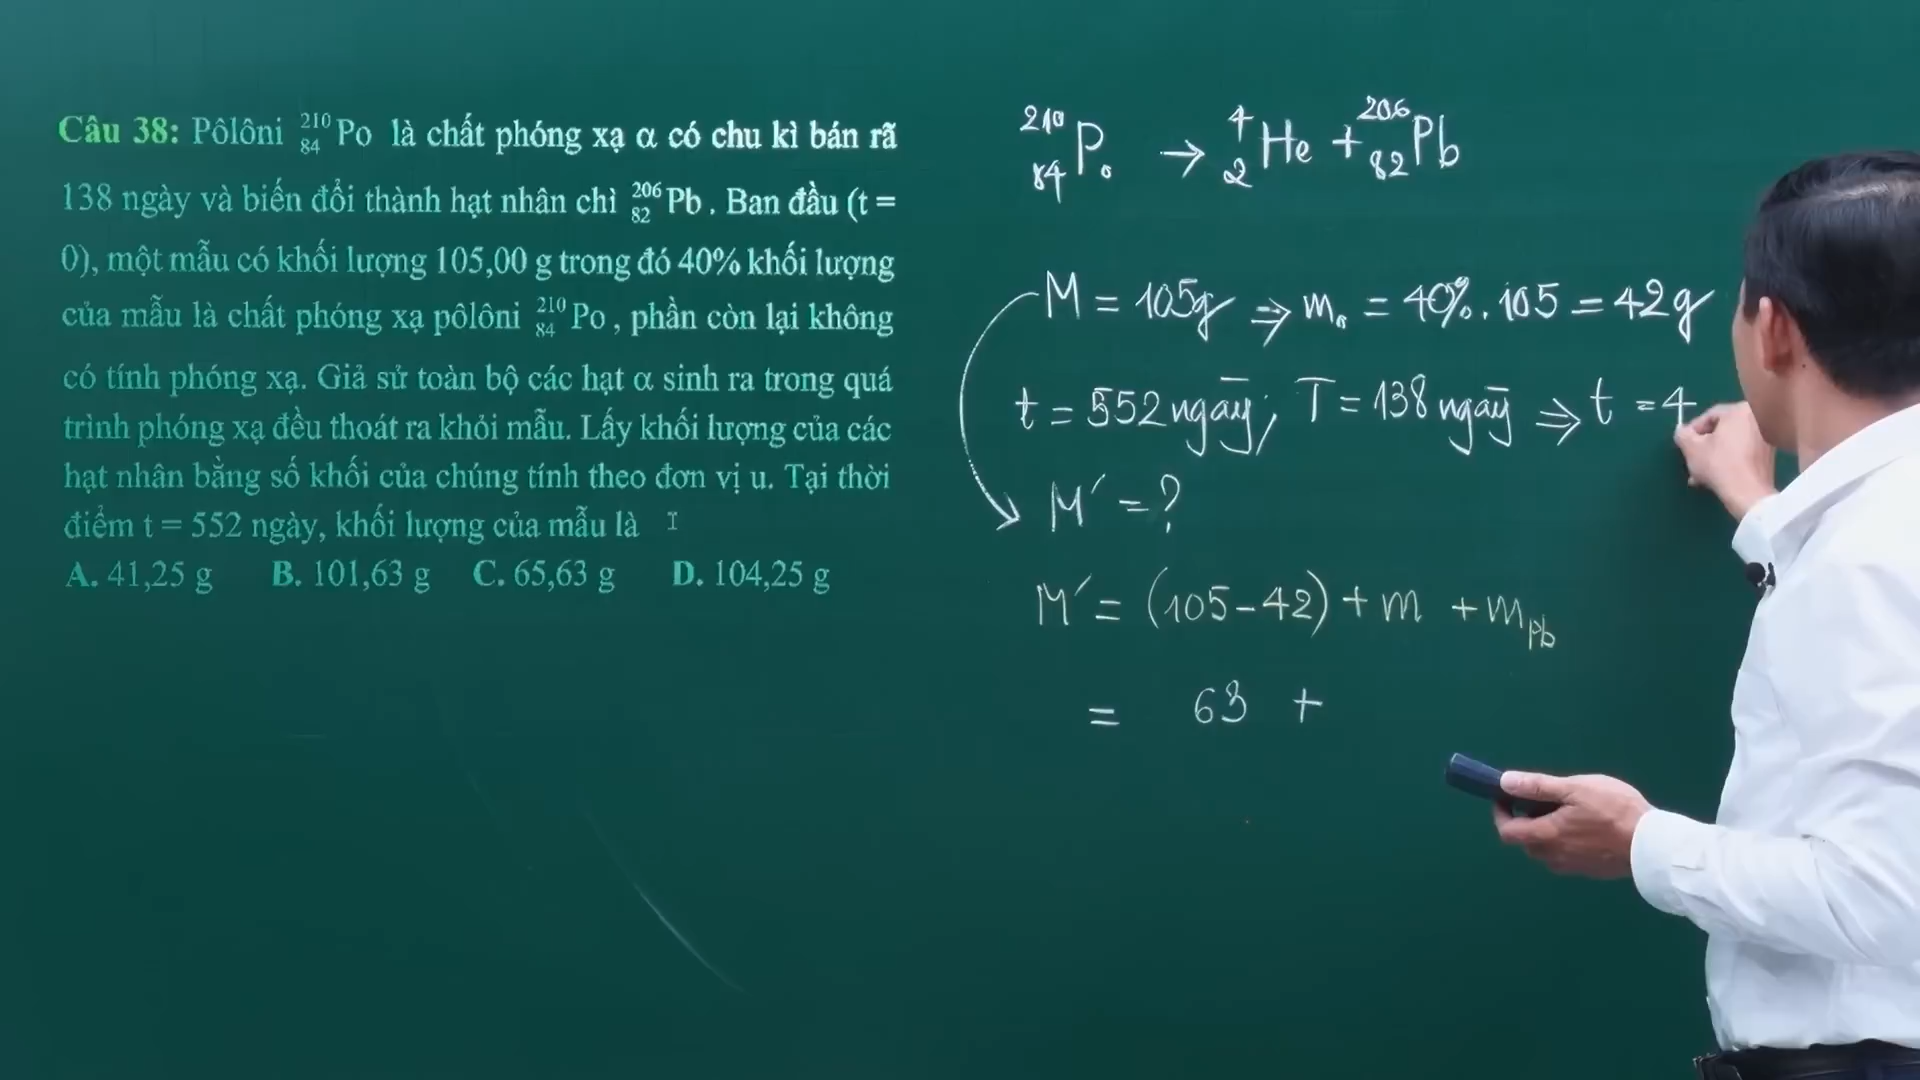 Câu 38: Pôlôni ²¹⁰₈₄Po là chất phóng xạ α có chu kì bán rã
138 ngày và biến đổi thành hạt nhân chì ²⁰⁶₈₂Pb. Ban đầu (t =
0), một mẫu có khối lượng 105,00 g trong đó 40% khối lượng
của mẫu là chất phóng xạ pôlôni ²¹⁰₈₄Po, phần còn lại không
có tính phóng xạ. Giả sử toàn bộ các hạt α sinh ra trong quá
trình phóng xạ đều thoát ra khỏi mẫu. Lấy khối lượng của các
hạt nhân bằng số khối của chúng tính theo đơn vị u. Tại thời
điểm t = 552 ngày, khối lượng của mẫu là
A. 41,25 g B. 101,63 g C. 65,63 g D. 104,25 g
²¹⁰₈₄Po → ⁴₂He + ²⁰⁶₈₂Pb
M = 105g ⇒ m₀ = 40%.105 = 42g
t = 552 ngày; T = 138 ngày ⇒ t = 4
M' = ?
M' = (105-42) + m + mPb
= 63 +